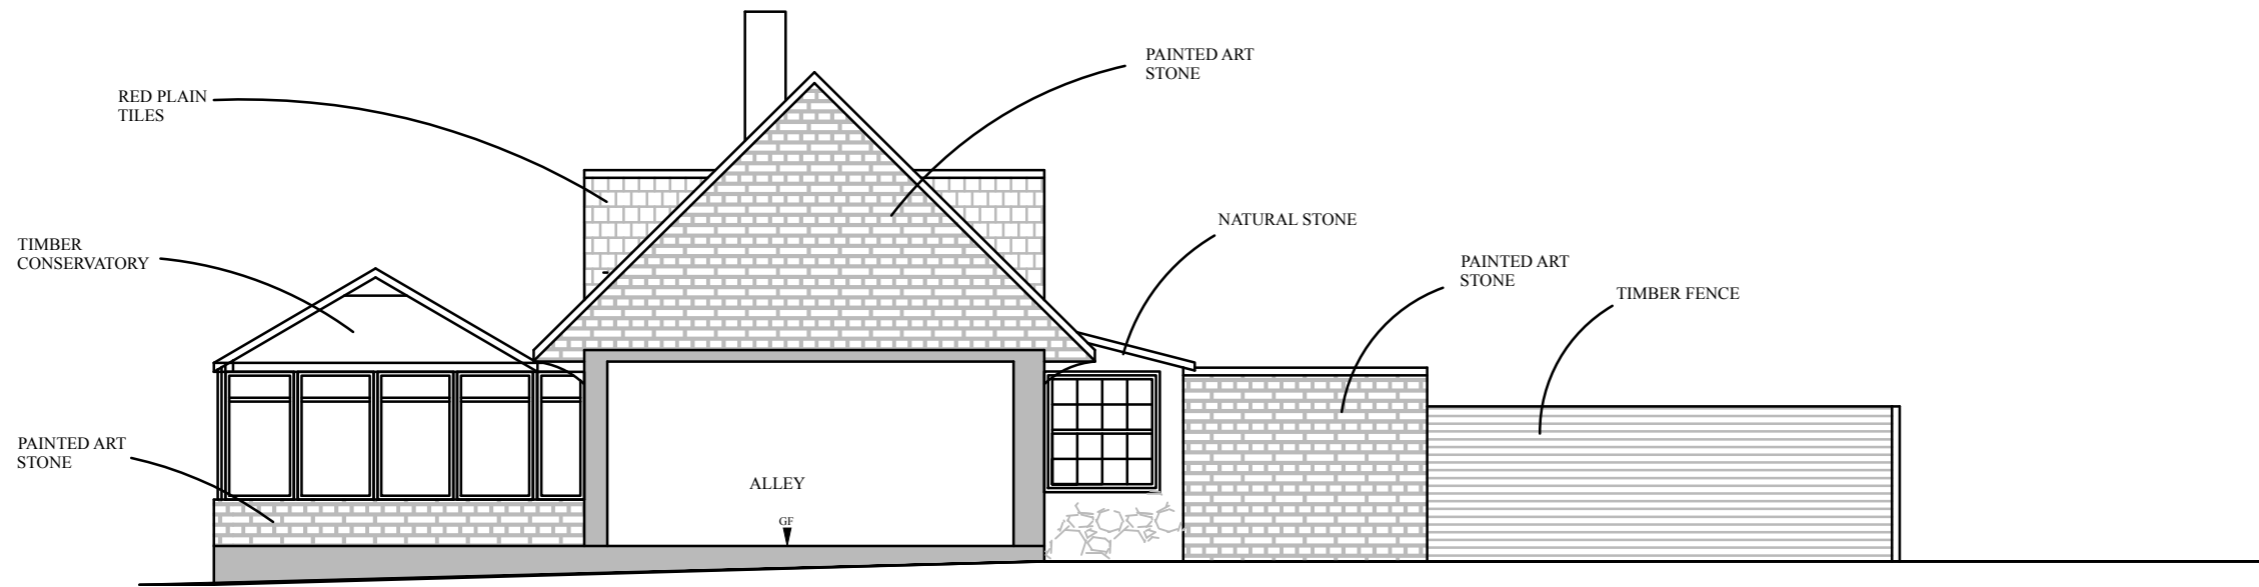 PAINTED ART
STONE
RED PLAIN
TILES
NATURAL STONE
TIMBER
CONSERVATORY
PAINTED ART
STONE
TIMBER FENCE
PAINTED ART
STONE
ALLEY
GF